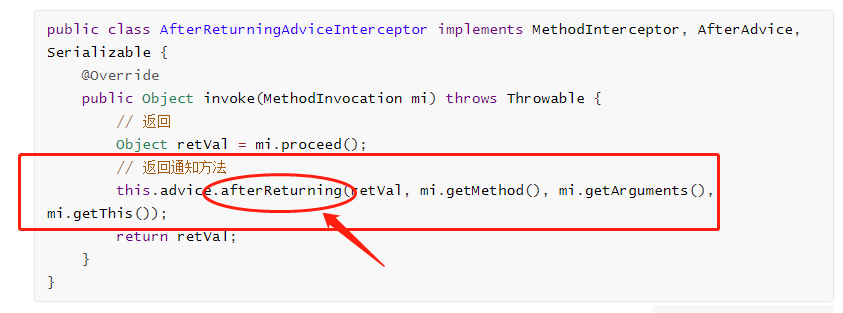 public class AfterReturningAdviceInterceptor implements MethodInterceptor, AfterAdvice,
Serializable {
@Override
public Object invoke(MethodInvocation mi) throws Throwable {
// 返回
Object retVal = mi.proceed();
// 返回通知方法
this.advice.afterReturning(retVal, mi.getMethod(), mi.getArguments(),
mi.getThis());
return retVal;
}
}